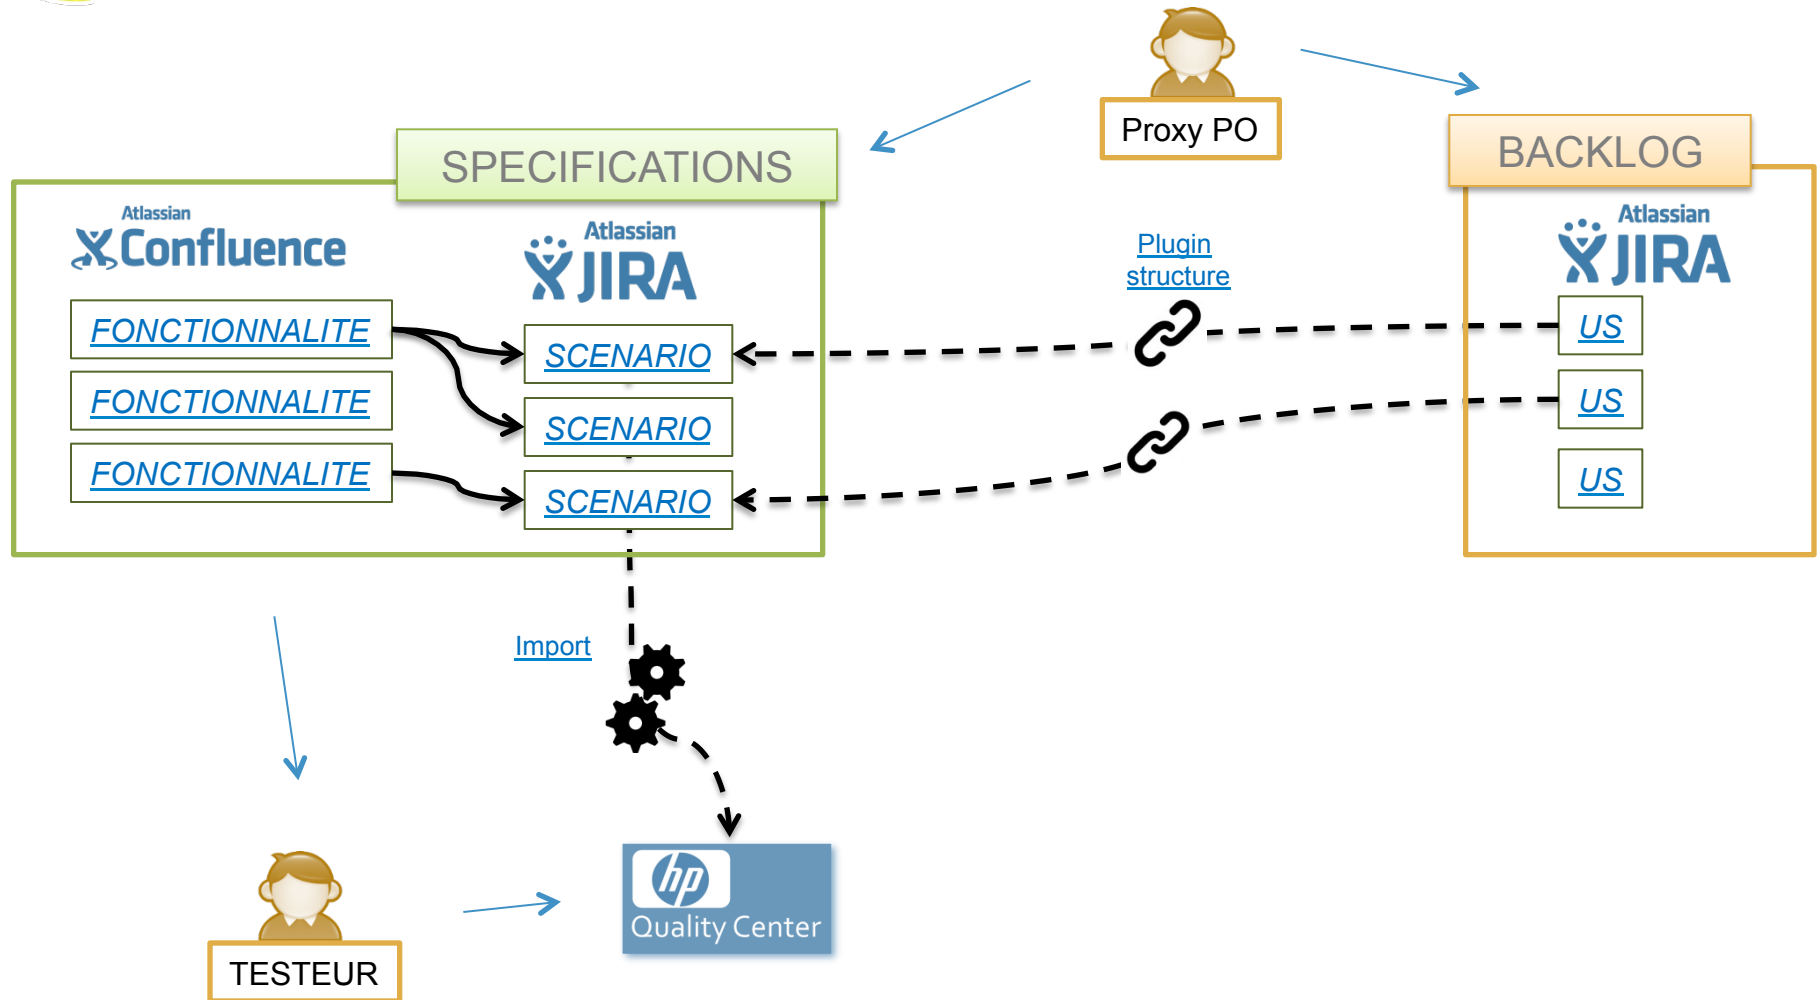 Proxy PO
SPECIFICATIONS
BACKLOG
Atlassian
Confluence
Atlassian
JIRA
Plugin
structure
Atlassian
JIRA
FONCTIONNALITE
FONCTIONNALITE
FONCTIONNALITE
SCENARIO
SCENARIO
SCENARIO
US
US
US
Import
hp
Quality Center
TESTEUR